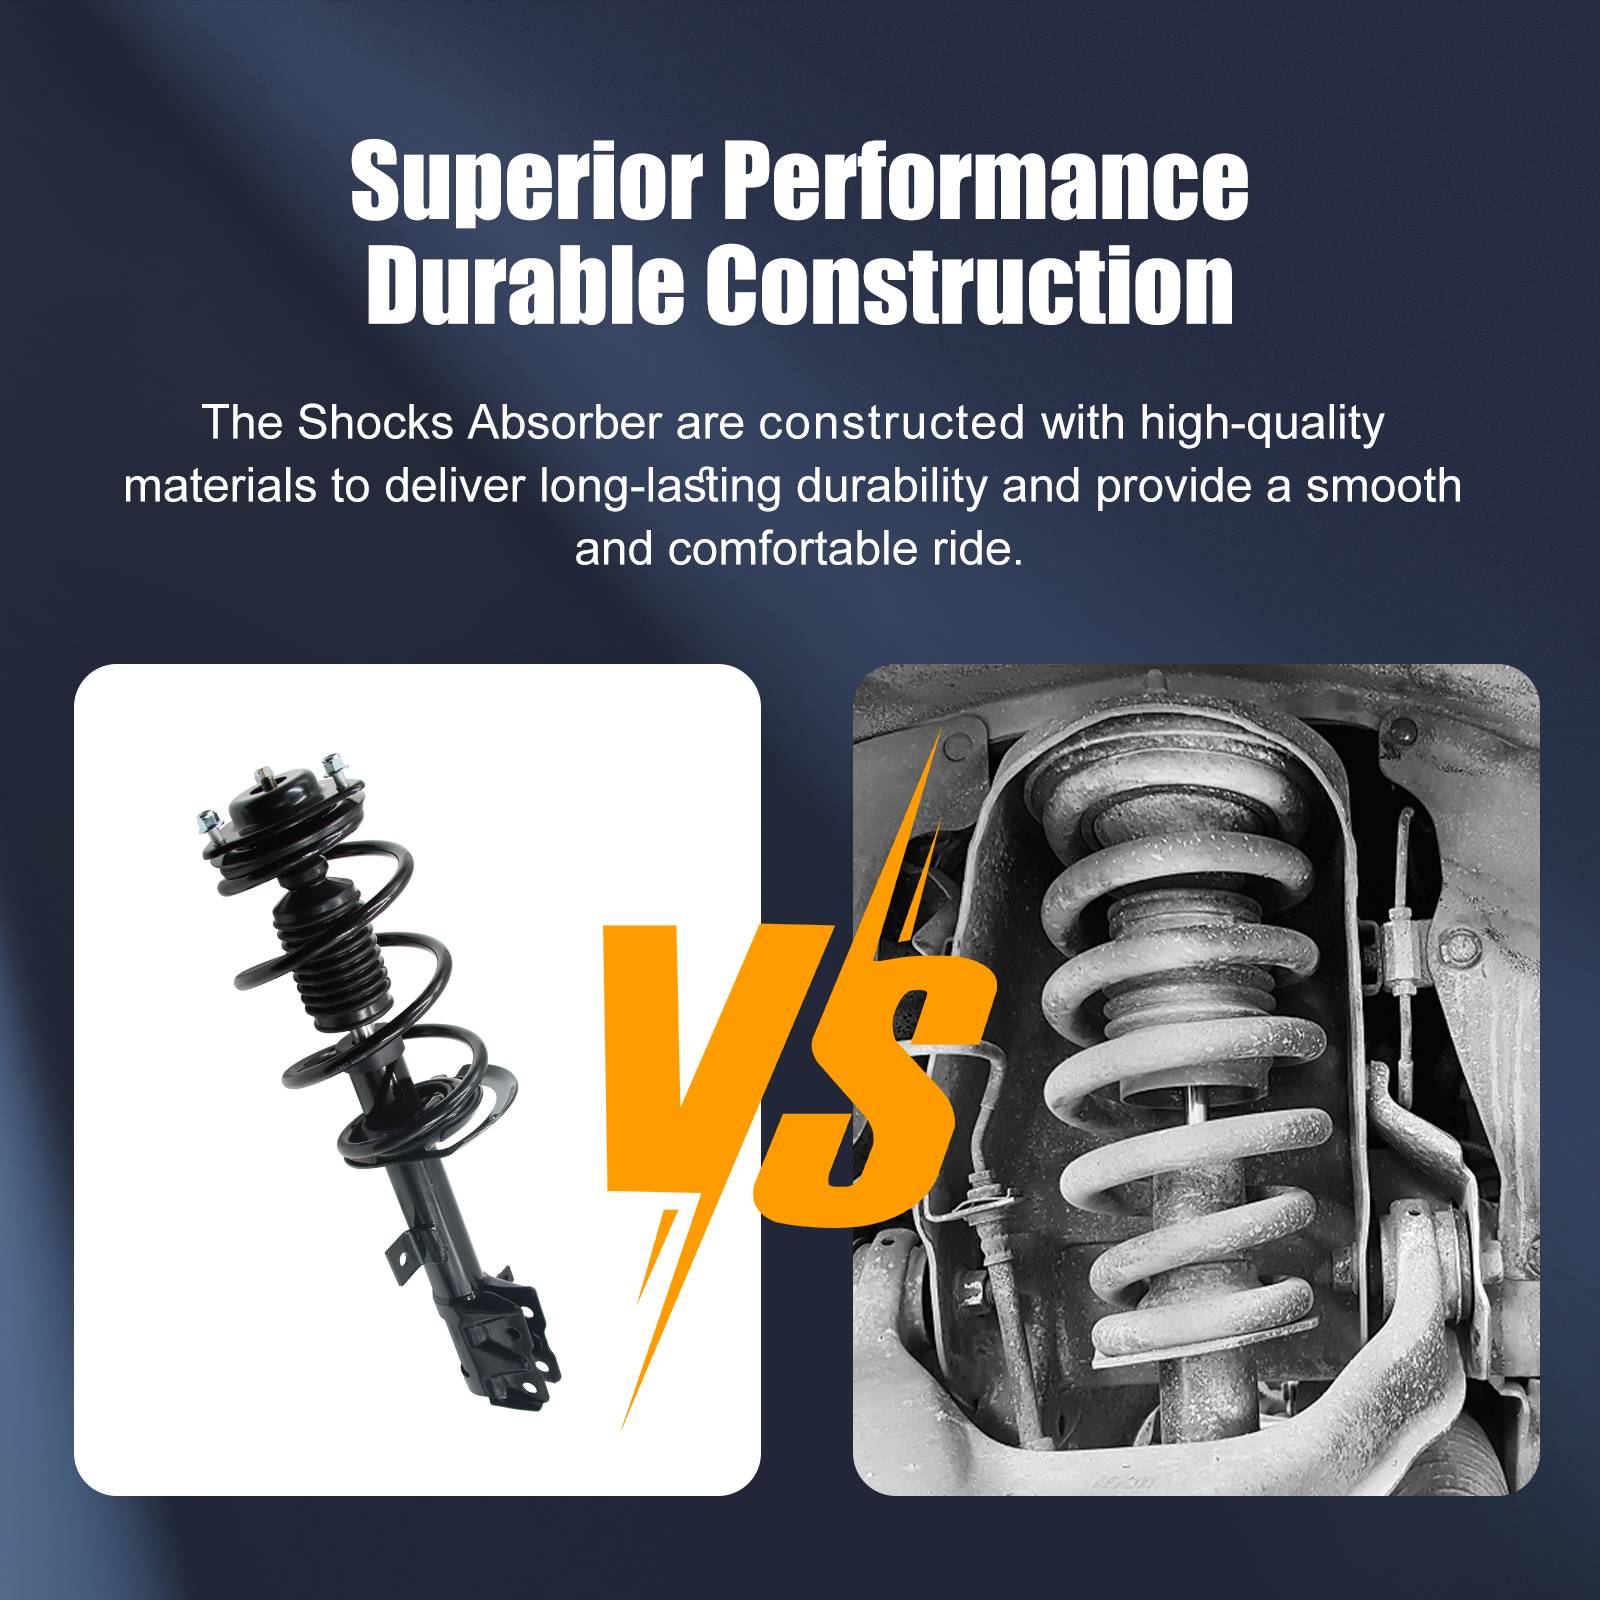 Superior Performance
Durable Construction
The Shocks Absorber are constructed with high-quality
materials to deliver long-lasting durability and provide a smooth
and comfortable ride.
VS